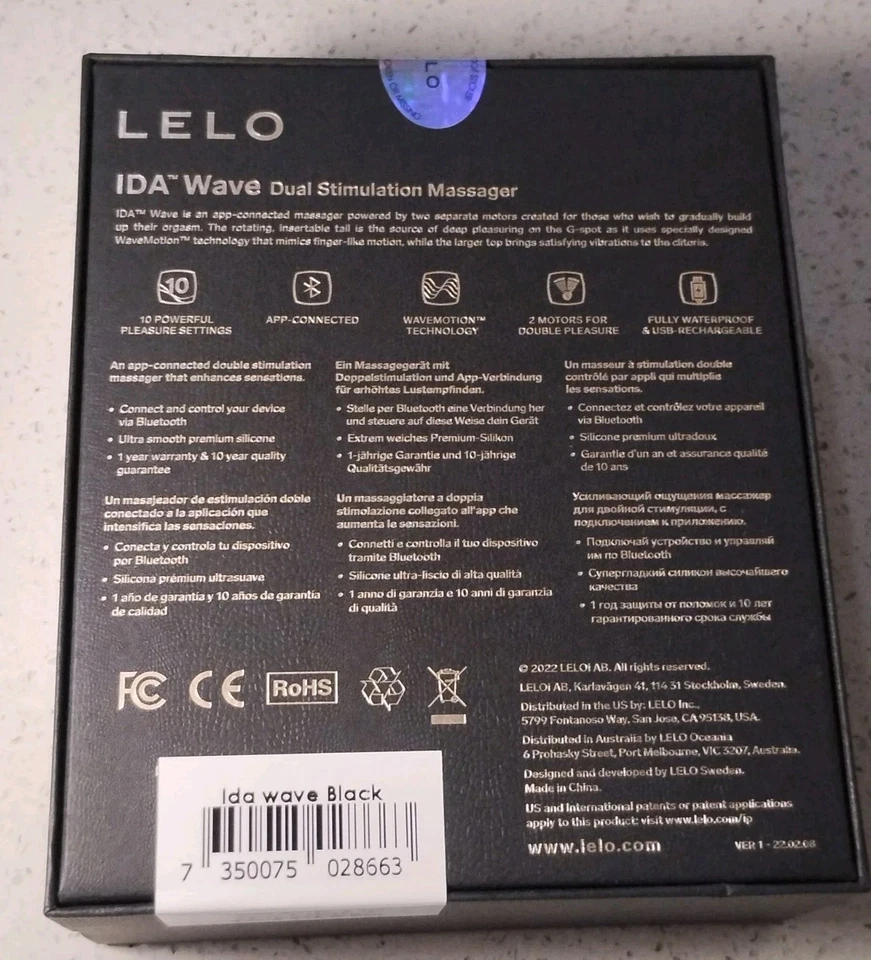 LELO
LELO
IDA™ Wave Dual Stimulation Massager
IDA™ Wave is an app-connected massager powered by two separate motors created for those who wish to gradually build
up their orgasm. The rotating, insertable tail is the source of deep pleasuring on the G-spot as it uses specially designed
WaveMotion™ technology that mimics finger-like motion, while the larger top brings satisfying vibrations to the clitoris.
10
10 POWERFUL
PLEASURE SETTINGS
APP-CONNECTED
WAVEMOTION™
TECHNOLOGY
2 MOTORS FOR
DOUBLE PLEASURE
FULLY WATERPROOF
& USB-RECHARGEABLE
An app-connected double stimulation
massager that enhances sensations.
• Connect and control your device
via Bluetooth
• Ultra smooth premium silicone
• 1 year warranty & 10 year quality
guarantee
Ein Massagegerät mit
Doppelstimulation und App-Verbindung
für erhöhtes Lustempfinden.
• Stelle per Bluetooth eine Verbindung her
und steuere auf diese Weise dein Gerät
• Extrem weiches Premium-Silikon
• 1-jährige Garantie und 10-jährige
Qualitätsgewähr
Un masseur à stimulation double
contrôlé par appli qui multiplie
les sensations.
• Connectez et contrôlez votre appareil
via Bluetooth
• Silicone premium ultradoux
• Garantie d'un an et assurance qualité
de 10 ans
Un masajeador de estimulación doble
conectado a la aplicación que
intensifica las sensaciones.
• Conecta y controla tu dispositivo
por Bluetooth
• Silicona prémium ultrasuave
• 1 año de garantía y 10 años de garantía
de calidad
Un massaggiatore a doppia
stimolazione collegato all'app che
aumenta le sensazioni.
• Connetti e controlla il tuo dispositivo
tramite Bluetooth
• Silicone ultra-liscio di alta qualità
• 1 anno di garanzia e 10 anni di garanzia
di qualità
Усиливающий ощущения массажер
для двойной стимуляции, с
подключением к приложению.
• Подключай устройство и управляй
им по Bluetooth
• Супергладкий силикон высочайшего
качества
• 1 год защиты от поломок и 10 лет
гарантированного срока службы
FC CE RoHS
© 2022 LELOi AB. All rights reserved.
LELOi AB, Karlavägen 41, 114 31 Stockholm, Sweden.
Distributed in the US by: LELO Inc.,
5799 Fontanoso Way, San Jose, CA 95138, USA.
Distributed in Australia by LELO Oceania
6 Prohasky Street, Port Melbourne, VIC 3207, Australia.
Designed and developed by LELO Sweden.
Made in China.
US and International patents or patent applications
apply to this product: visit www.lelo.com/ip
www.lelo.com
VER 1 - 22.02.08
Ida wave Black
7 350075 028663